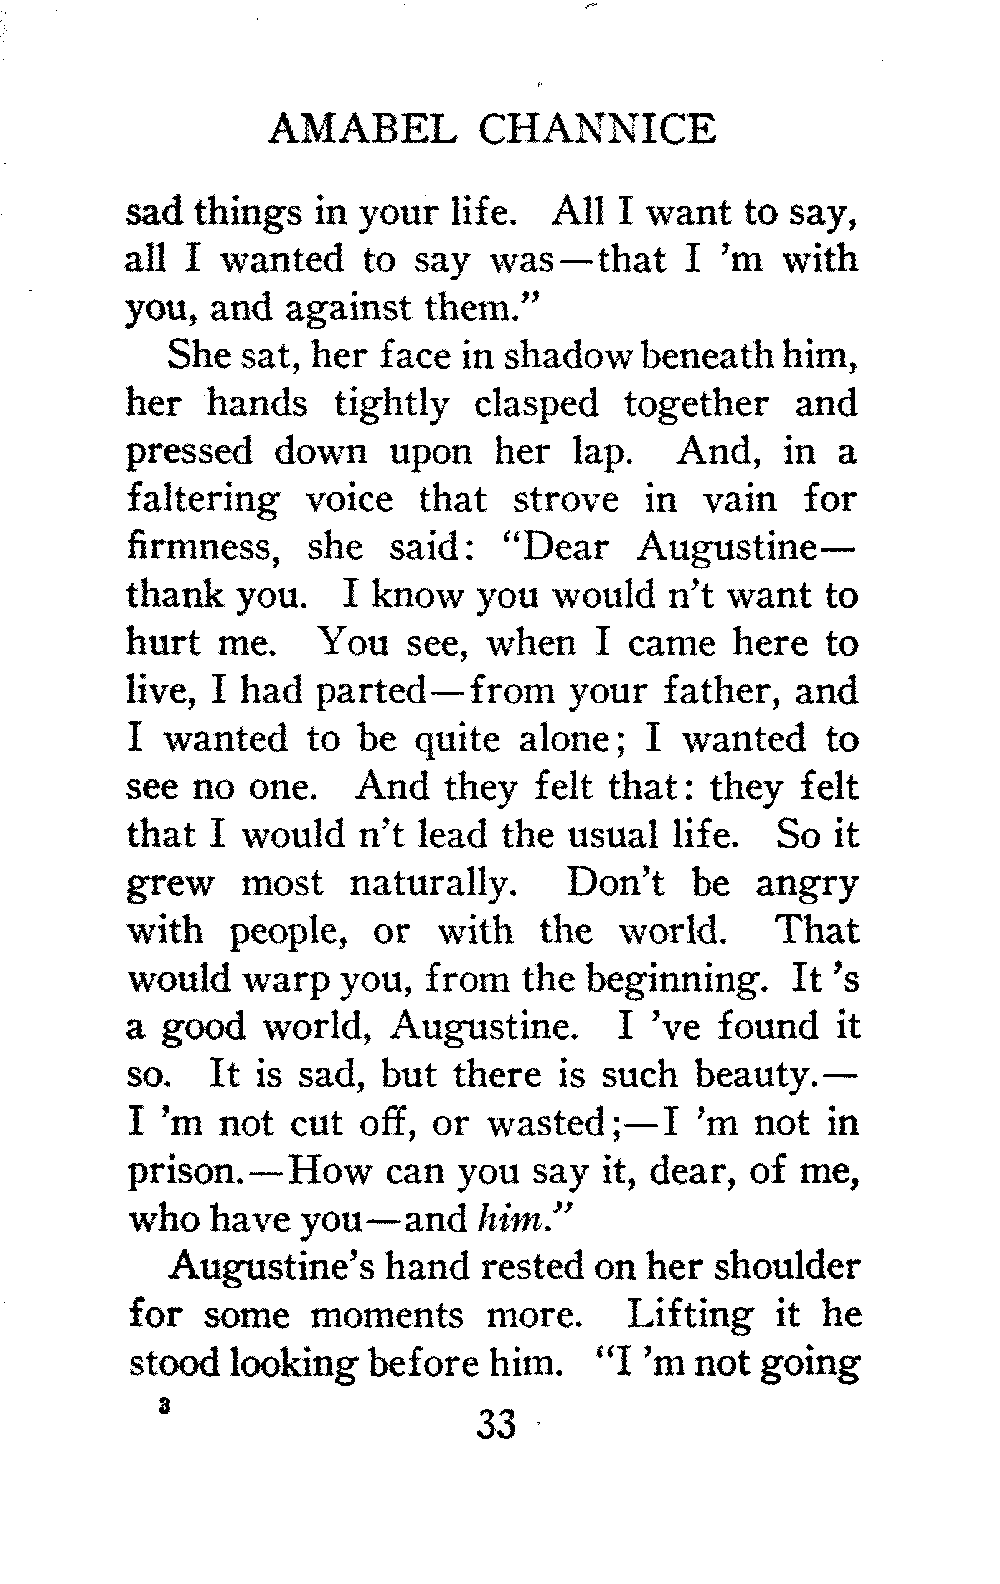 AMABEL CHANNICE
sad things in your life. All I want to say,
all I wanted to say was—that I 'm with
you, and against them."
She sat, her face in shadow beneath him,
her hands tightly clasped together and
pressed down upon her lap. And, in a
faltering voice that strove in vain for
firmness, she said: "Dear Augustine—
thank you. I know you would n't want to
hurt me. You see, when I came here to
live, I had parted—from your father, and
I wanted to be quite alone; I wanted to
see no one. And they felt that: they felt
that I would n't lead the usual life. So it
grew most naturally. Don't be angry
with people, or with the world. That
would warp you, from the beginning. It 's
a good world, Augustine. I 've found it
so. It is sad, but there is such beauty.—
I 'm not cut off, or wasted;—I 'm not in
prison.—How can you say it, dear, of me,
who have you—and him."
Augustine's hand rested on her shoulder
for some moments more. Lifting it he
stood looking before him. "I 'm not going
3
33